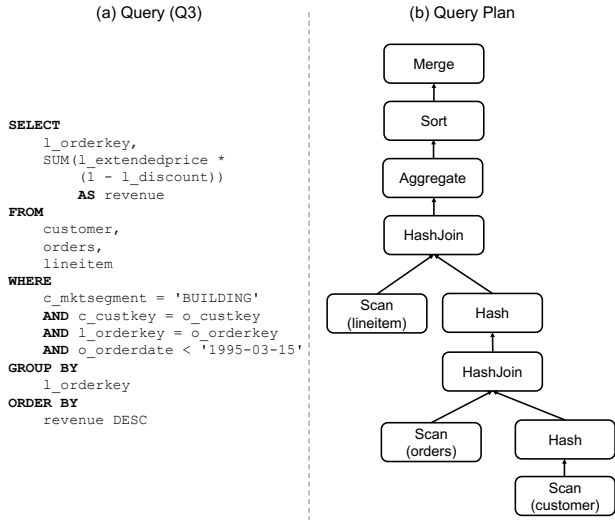 (a) Query (Q3)
SELECT
l_orderkey,
SUM(l_extendedprice *
(1 - l_discount))
AS revenue
FROM
customer,
orders,
lineitem
WHERE
c_mktsegment = 'BUILDING'
AND c_custkey = o_custkey
AND l_orderkey = o_orderkey
AND o_orderdate < '1995-03-15'
GROUP BY
l_orderkey
ORDER BY
revenue DESC
(b) Query Plan
Merge
Sort
Aggregate
HashJoin
Scan
(lineitem)
Hash
HashJoin
Scan
(orders)
Hash
Scan
(customer)